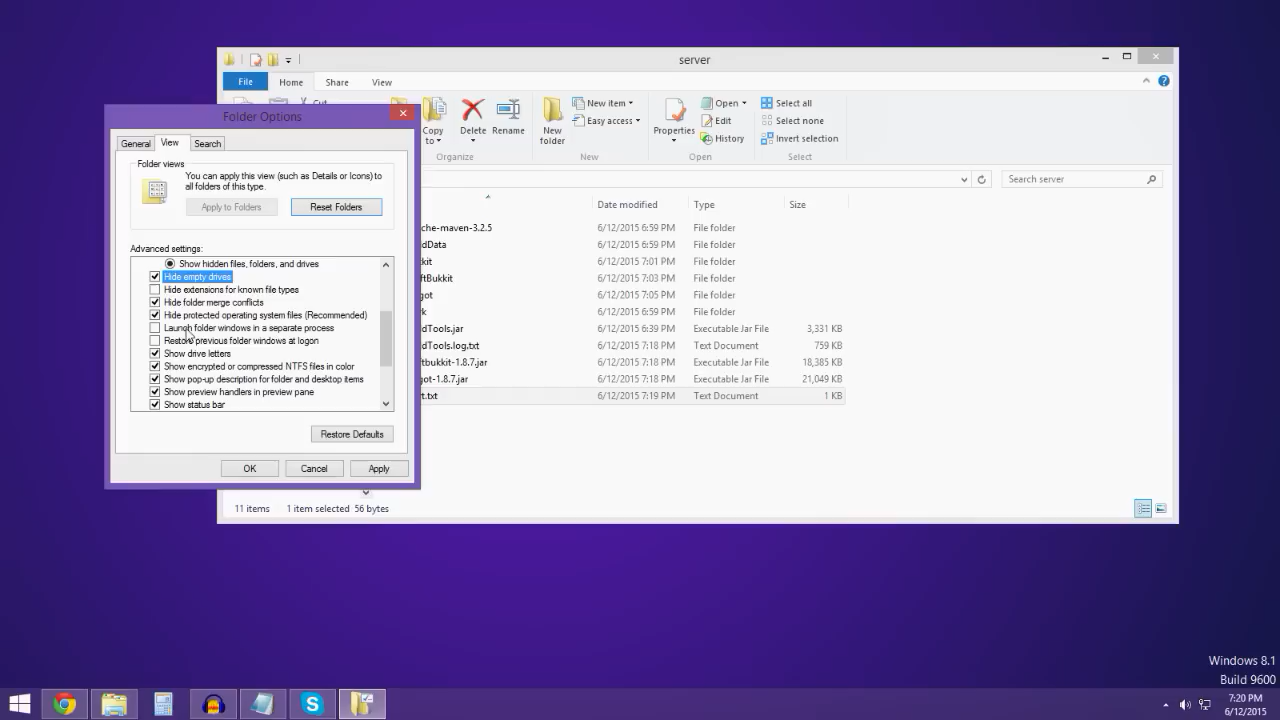 server
File Home Share View
Cut
Copy to
Delete
Rename
New folder
New item
Easy access
Properties
Open
Edit
History
Select all
Select none
Invert selection
Organize New Open Select
Search server
Date modified Type Size
che-maven-3.2.5 6/12/2015 6:59 PM File folder
dData 6/12/2015 6:59 PM File folder
kkit 6/12/2015 7:02 PM File folder
ftBukkit 6/12/2015 7:03 PM File folder
got 6/12/2015 7:05 PM File folder
rk 6/12/2015 6:59 PM File folder
dTools.jar 6/12/2015 6:39 PM Executable Jar File 3,331 KB
dTools.log.txt 6/12/2015 7:18 PM Text Document 759 KB
ftbukkit-1.8.7.jar 6/12/2015 7:18 PM Executable Jar File 18,385 KB
got-1.8.7.jar 6/12/2015 7:18 PM Executable Jar File 21,049 KB
rt.txt 6/12/2015 7:19 PM Text Document 1 KB
11 items 1 item selected 56 bytes
Folder Options
General View Search
Folder views
You can apply this view (such as Details or Icons) to
all folders of this type.
Apply to Folders Reset Folders
Advanced settings:
Show hidden files, folders, and drives
Hide empty drives
Hide extensions for known file types
Hide folder merge conflicts
Hide protected operating system files (Recommended)
Launch folder windows in a separate process
Restore previous folder windows at logon
Show drive letters
Show encrypted or compressed NTFS files in color
Show pop-up description for folder and desktop items
Show preview handlers in preview pane
Show status bar
Restore Defaults
OK Cancel Apply
Windows 8.1
Build 9600
7:20 PM
6/12/2015